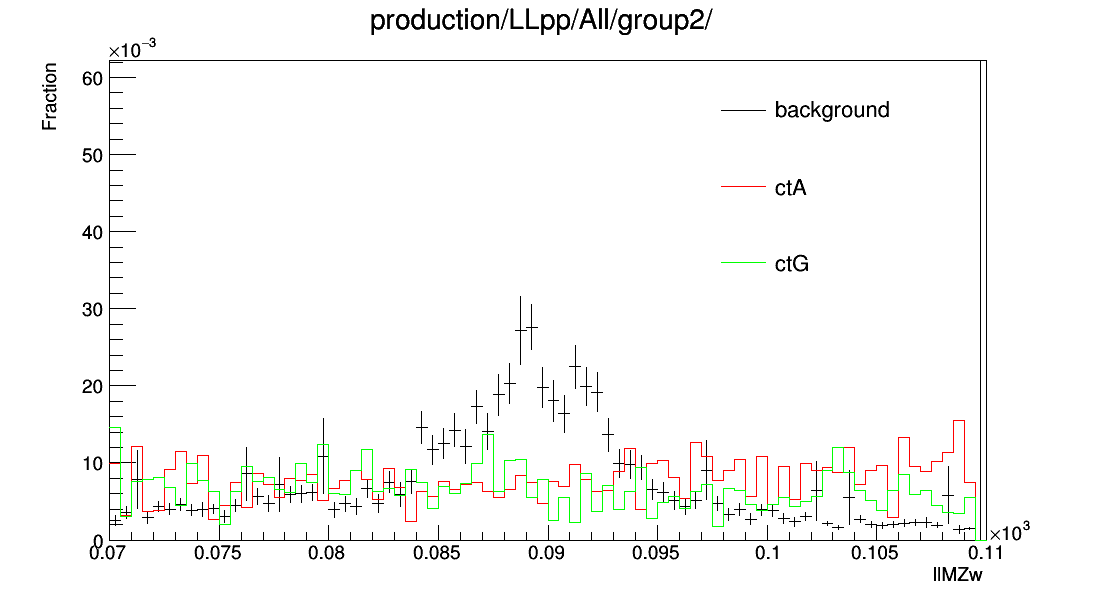 production/LLpp/All/group2/
×10⁻³
Fraction
60
50
40
30
20
10
0
background
ctA
ctG
0.07 0.075 0.08 0.085 0.09 0.095 0.1 0.105 0.11
×10³
llMZw